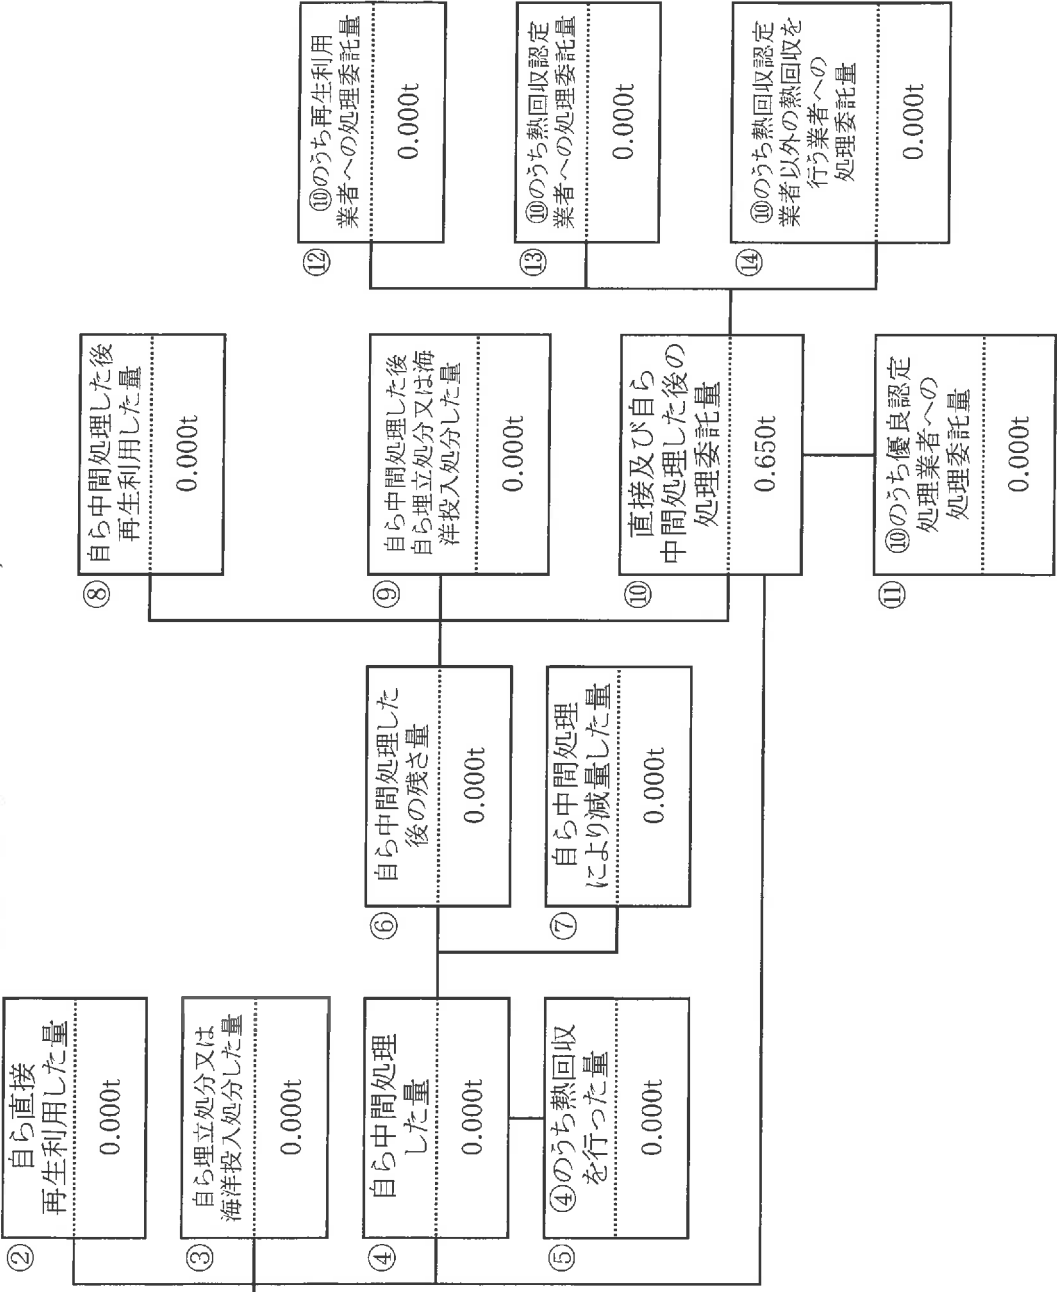 ②
自ら直接
再生利用した量
0.000t
③
自ら埋立処分又は
海洋投入処分した量
0.000t
④
自ら中間処理
した量
0.000t
⑤
④のうち熱回収
を行った量
0.000t
⑥
自ら中間処理した
後の残さ量
0.000t
⑦
自ら中間処理
により減量した量
0.000t
⑧
自ら中間処理した後
再生利用した量
0.000t
⑨
自ら中間処理した後
自ら埋立処分又は海
洋投入処分した量
0.000t
⑩
直接及び自ら
中間処理した後の
処理委託量
0.650t
⑪
⑩のうち優良認定
処理業者への
処理委託量
0.000t
⑫
⑩のうち再生利用
業者への処理委託量
0.000t
⑬
⑩のうち熱回収認定
業者への処理委託量
0.000t
⑭
⑩のうち熱回収認定
業者以外の熱回収を
行う業者への
処理委託量
0.000t